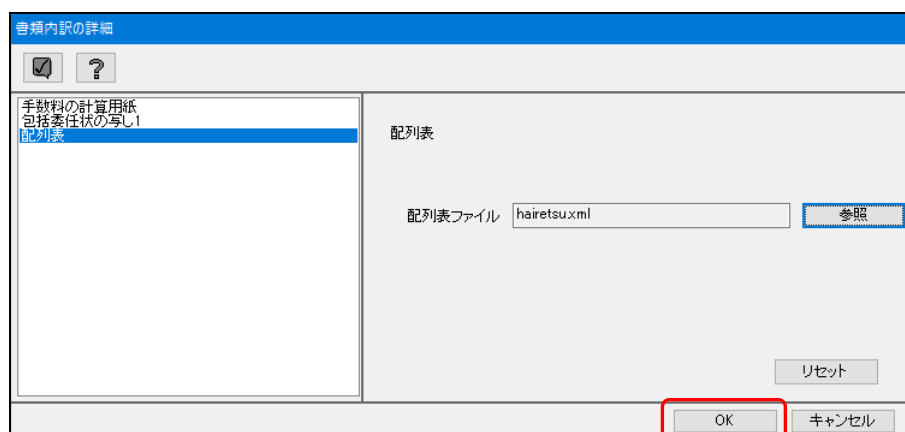 書類内訳の詳細
?
手数料の計算用紙
包括委任状の写し1
配列表
配列表
配列表ファイル hairetsu.xml 参照
リセット
OK キャンセル